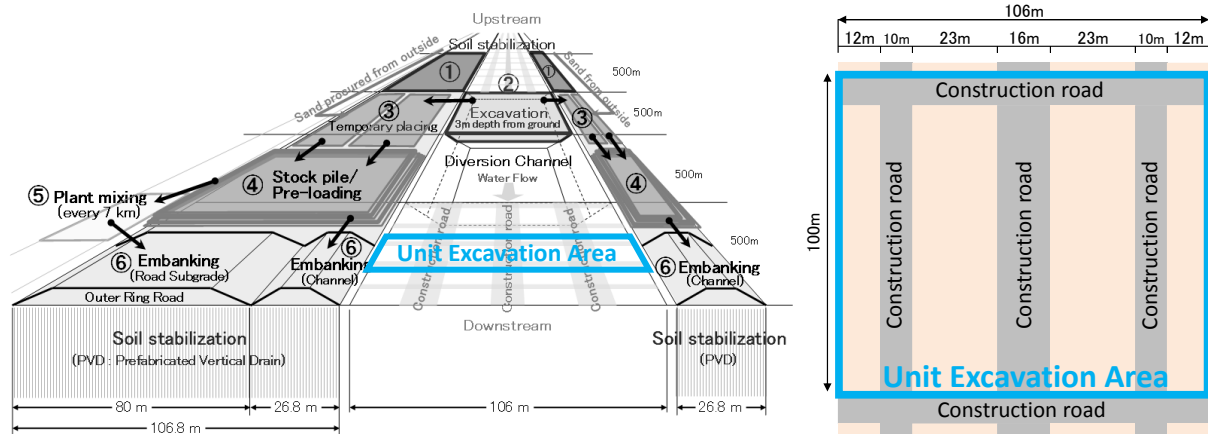 Upstream
Soil stabilization
Sand procured from outside
Sand from outside
①
①
②
500m
③
Temporary placing
Excavation
3m depth from ground
③
500m
Diversion Channel
Water Flow
④ Stock pile/
Pre-loading
④
500m
⑤ Plant mixing
(every 7 km)
Construction road
Construction road
Construction road
500m
Unit Excavation Area
⑥ Embanking
(Road Subgrade)
⑥
Embanking
(Channel)
⑥ Embanking
(Channel)
Outer Ring Road
Downstream
Soil stabilization
(PVD : Prefabricated Vertical Drain)
Soil stabilization
(PVD)
80 m
26.8 m
106 m
26.8 m
106.8 m
106m
12m
10m
23m
16m
23m
10m
12m
100m
Construction road
Construction road
Construction road
Construction road
Unit Excavation Area
Construction road